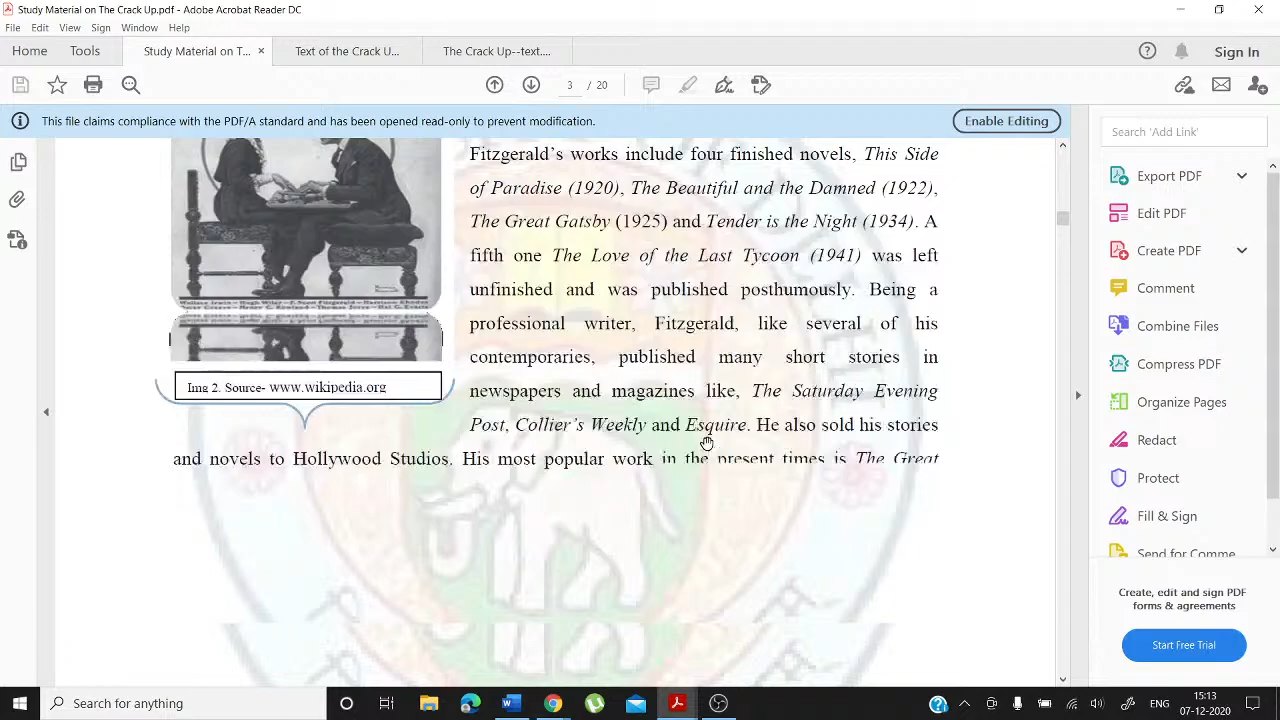 Study Material on The Crack Up.pdf - Adobe Acrobat Reader DC
File Edit View Sign Window Help
Home Tools Study Material on T... × Text of the Crack U... The Crack Up--text.... Sign In
3 / 20
This file claims compliance with the PDF/A standard and has been opened read-only to prevent modification. Enable Editing
Search 'Add Link'
Export PDF
Edit PDF
Create PDF
Comment
Combine Files
Compress PDF
Organize Pages
Redact
Protect
Fill & Sign
Send for Comme
Create, edit and sign PDF
forms & agreements
Start Free Trial
Fitzgerald's works include four finished novels, This Side
of Paradise (1920), The Beautiful and the Damned (1922),
The Great Gatsby (1925) and Tender is the Night (1934). A
fifth one The Love of the Last Tycoon (1941) was left
unfinished and was published posthumously. Being a
professional writer, Fitzgerald, like several of his
contemporaries, published many short stories in
newspapers and magazines like, The Saturday Evening
Post, Collier's Weekly and Esquire. He also sold his stories
and novels to Hollywood Studios. His most popular work in the present times is The Great
Img 2. Source- www.wikipedia.org
Search for anything
ENG
15:13
07-12-2020